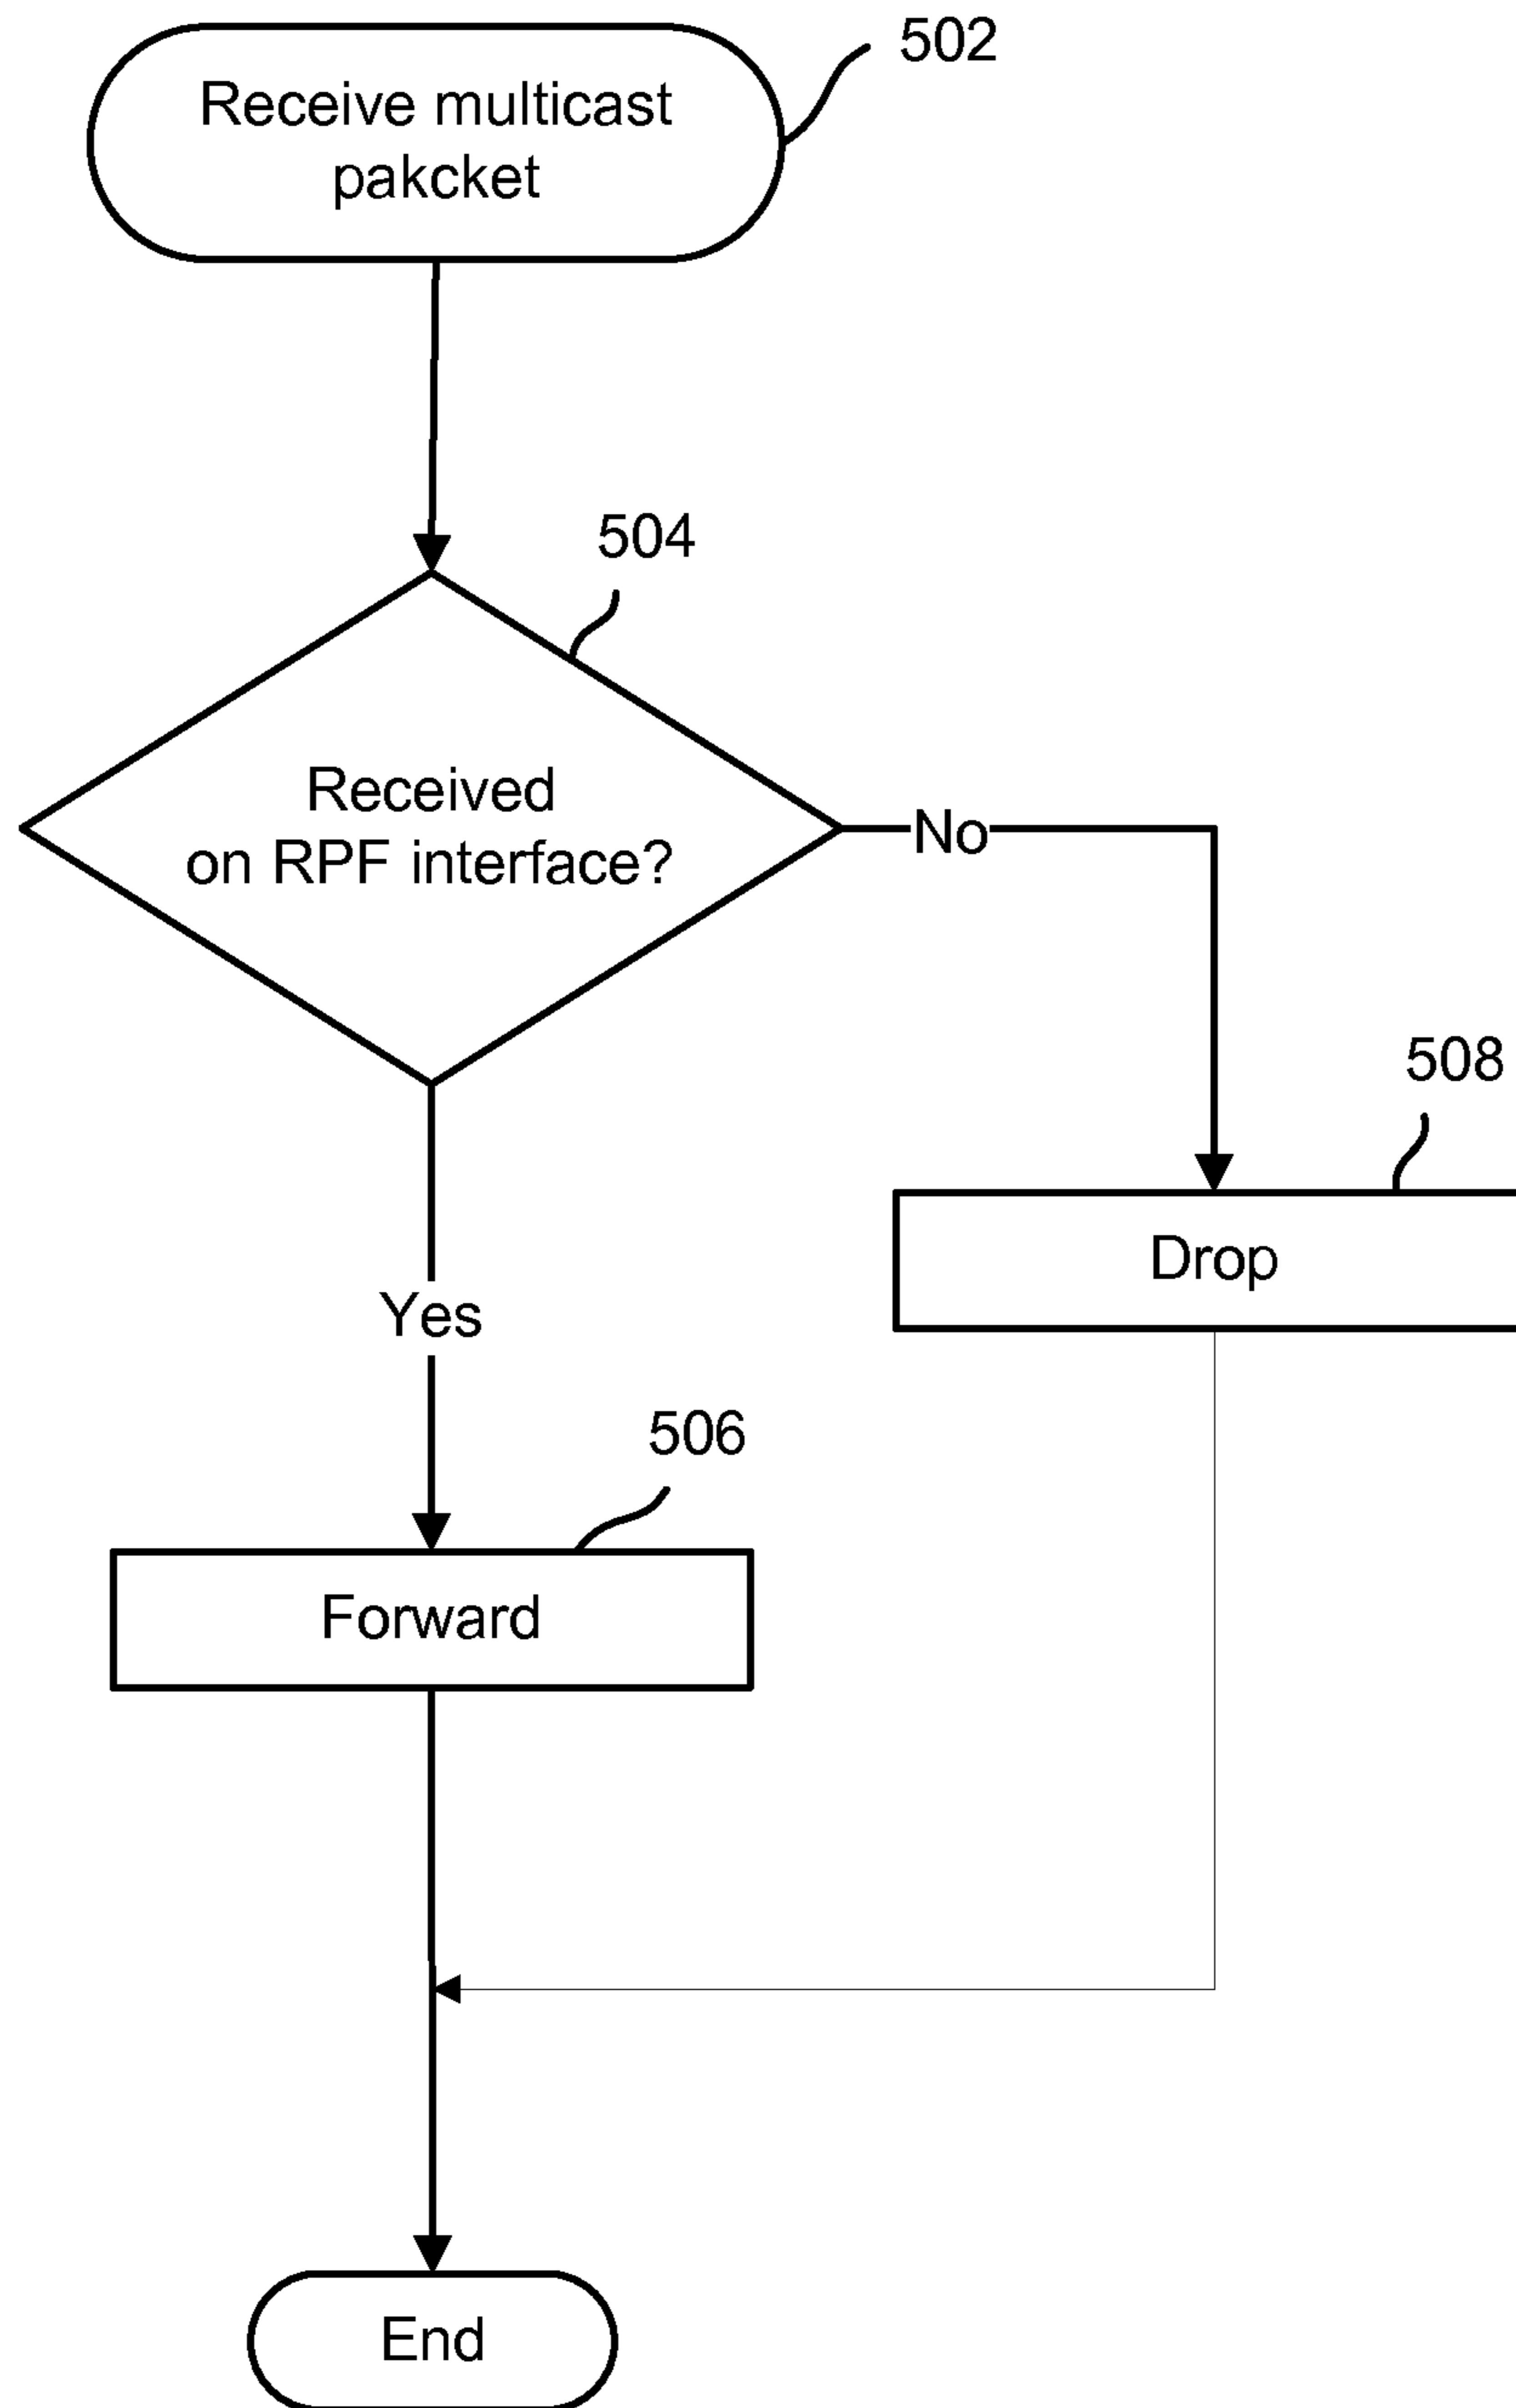 502
Receive multicast
pakcket
504
Received
on RPF interface?
No
508
Drop
Yes
506
Forward
End